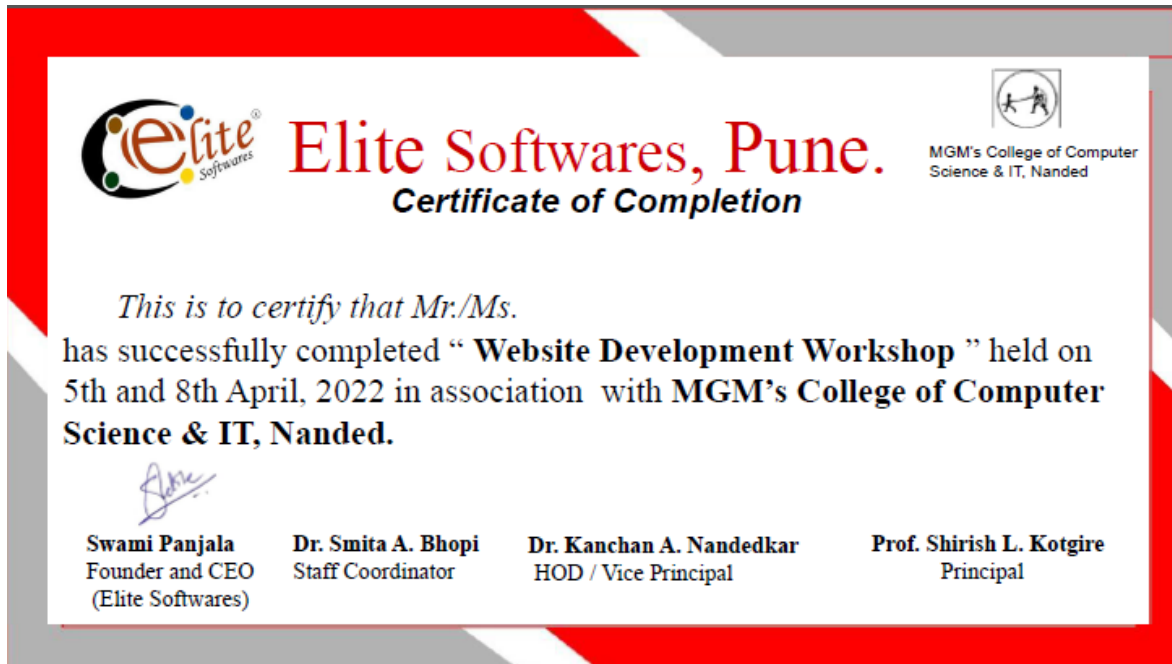 elite®
Softwares
Elite Softwares, Pune.
Certificate of Completion
MGM's College of Computer
Science & IT, Nanded
This is to certify that Mr./Ms.
has successfully completed “ Website Development Workshop ” held on
5th and 8th April, 2022 in association with MGM’s College of Computer
Science & IT, Nanded.
Swami Panjala
Founder and CEO
(Elite Softwares)
Dr. Smita A. Bhopi
Staff Coordinator
Dr. Kanchan A. Nandedkar
HOD / Vice Principal
Prof. Shirish L. Kotgire
Principal